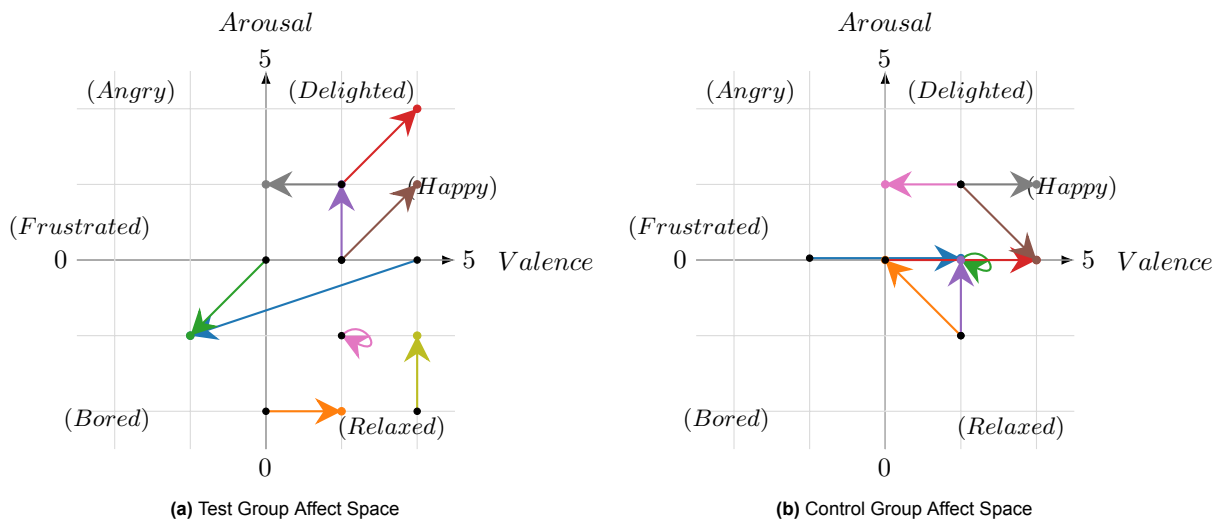 Arousal
5
(Angry)
(Delighted)
(Happy)
(Frustrated)
0
5
Valence
(Bored)
(Relaxed)
0
(a) Test Group Affect Space
Arousal
5
(Angry)
(Delighted)
(Happy)
(Frustrated)
0
5
Valence
(Bored)
(Relaxed)
0
(b) Control Group Affect Space